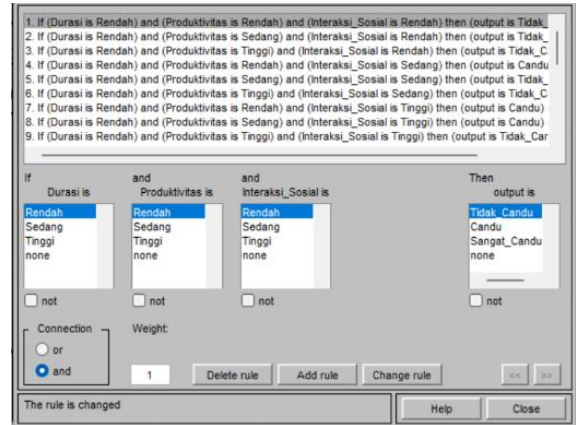 1. If (Durasi is Rendah) and (Produktivitas is Rendah) and (Interaksi_Sosial is Rendah) then (output is Tidak_
2. If (Durasi is Rendah) and (Produktivitas is Sedang) and (Interaksi_Sosial is Rendah) then (output is Tidak_
3. If (Durasi is Rendah) and (Produktivitas is Tinggi) and (Interaksi_Sosial is Rendah) then (output is Tidak_C
4. If (Durasi is Rendah) and (Produktivitas is Rendah) and (Interaksi_Sosial is Sedang) then (output is Candu
5. If (Durasi is Rendah) and (Produktivitas is Sedang) and (Interaksi_Sosial is Sedang) then (output is Tidak_
6. If (Durasi is Rendah) and (Produktivitas is Tinggi) and (Interaksi_Sosial is Sedang) then (output is Tidak_C
7. If (Durasi is Rendah) and (Produktivitas is Rendah) and (Interaksi_Sosial is Tinggi) then (output is Candu)
8. If (Durasi is Rendah) and (Produktivitas is Sedang) and (Interaksi_Sosial is Tinggi) then (output is Candu)
9. If (Durasi is Rendah) and (Produktivitas is Tinggi) and (Interaksi_Sosial is Tinggi) then (output is Tidak_Car
If and and Then
Durasi is Produktivitas is Interaksi_Sosial is output is
Rendah Rendah Rendah Tidak_Candu
Sedang Sedang Sedang Candu
Tinggi Tinggi Tinggi Sangat_Candu
none none none none
not not not not
Connection Weight:
or
and 1 Delete rule Add rule Change rule << >>
The rule is changed Help Close